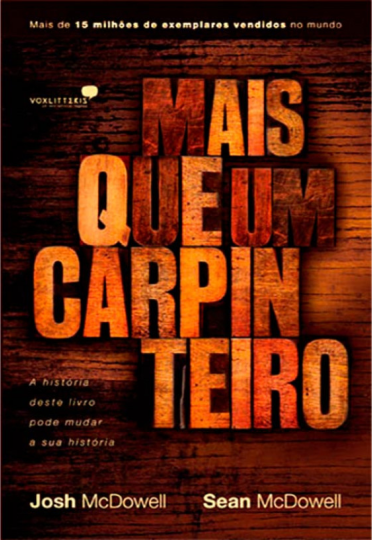 Mais de 15 milhões de exemplares vendidos no mundo
VOXLITTERIS
MAIS
QUE UM
CARPIN
TEIRO
A história
deste livro
pode mudar
a sua história
Josh McDowell Sean McDowell